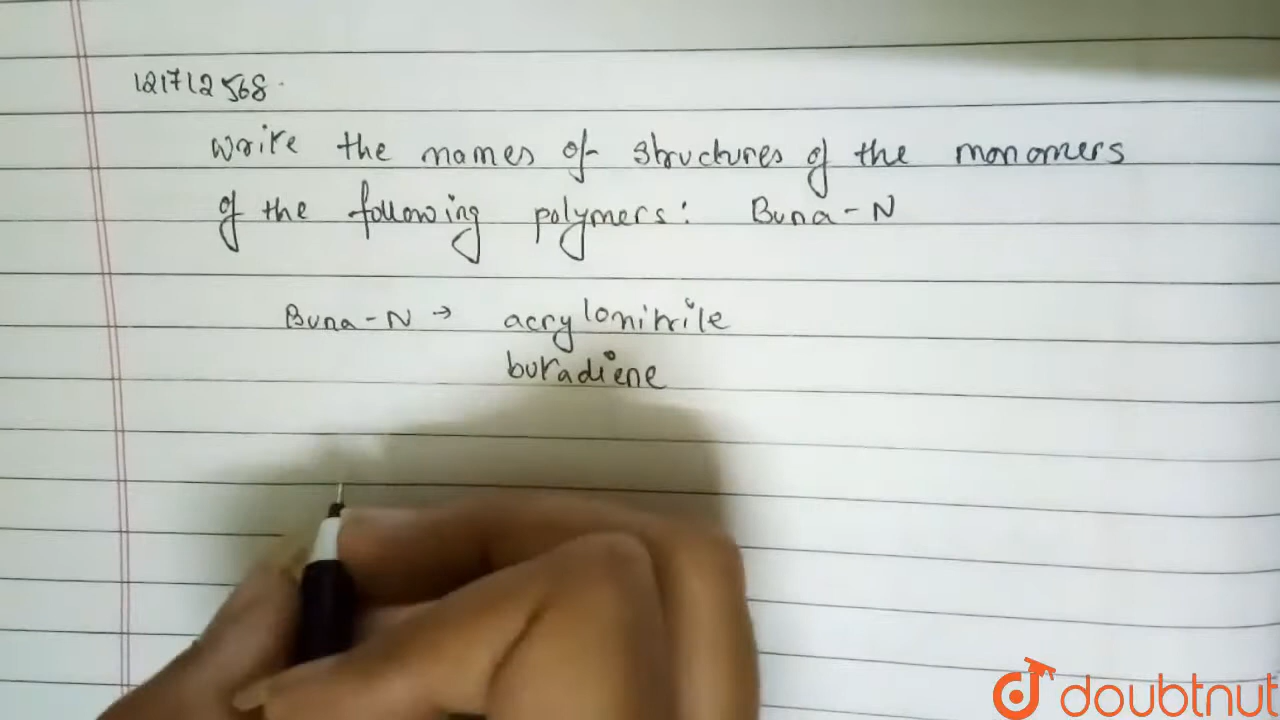 121712568.
Write the names of structures of the monomers
of the following polymers: Buna-N
Buna-N → acrylonitrile
buradiene
doubtnut